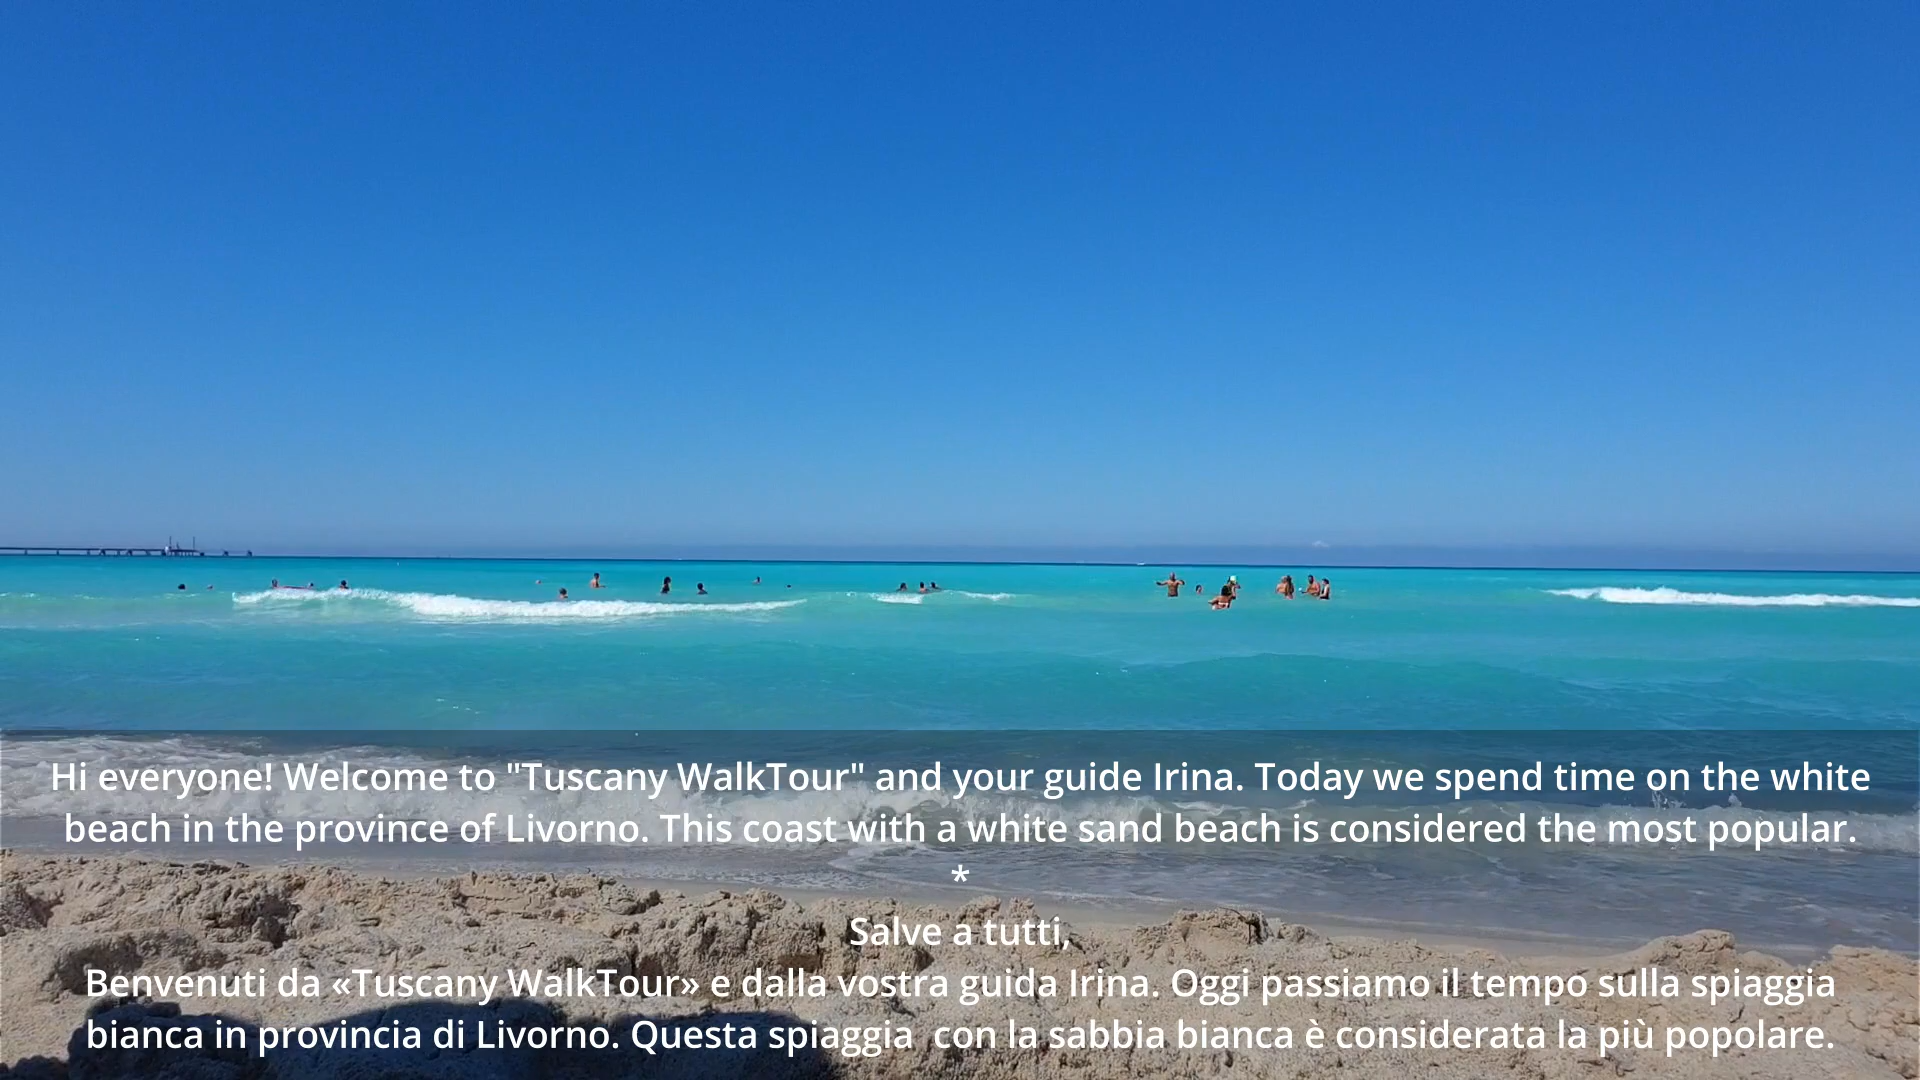 Hi everyone! Welcome to "Tuscany WalkTour" and your guide Irina. Today we spend time on the white
beach in the province of Livorno. This coast with a white sand beach is considered the most popular.
*
Salve a tutti,
Benvenuti da «Tuscany WalkTour» e dalla vostra guida Irina. Oggi passiamo il tempo sulla spiaggia
bianca in provincia di Livorno. Questa spiaggia  con la sabbia bianca è considerata la più popolare.